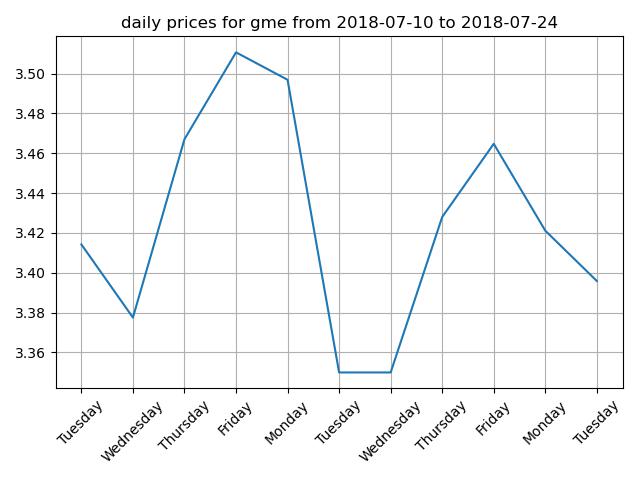 daily prices for gme from 2018-07-10 to 2018-07-24
3.50
3.48
3.46
3.44
3.42
3.40
3.38
3.36
Tuesday
Wednesday
Thursday
Friday
Monday
Tuesday
Wednesday
Thursday
Friday
Monday
Tuesday